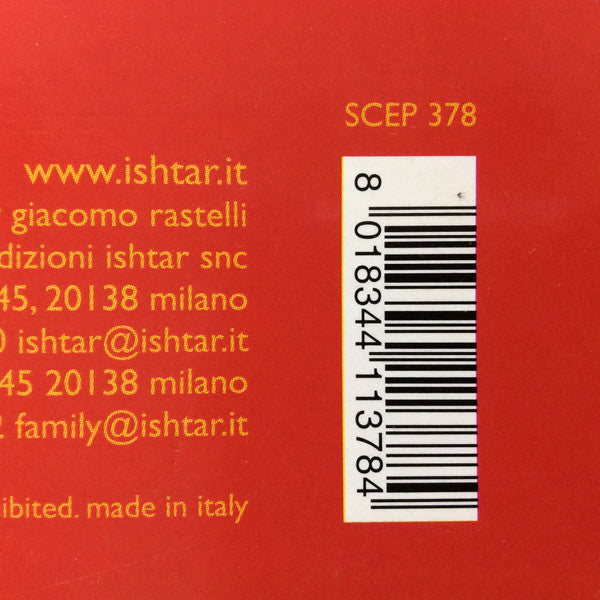 SCEP 378
www.ishtar.it
giacomo rastelli
dizioni ishtar snc
45, 20138 milano
ishtar@ishtar.it
45 20138 milano
family@ishtar.it
ibited. made in italy
8 018344 113784